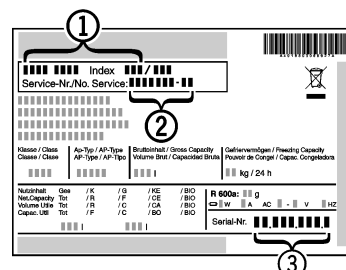 1
Index /
Service-Nr./No. Service: -
2
Klasse / Class
Classe / Clase
Ap-Typ / AP-Type
AP-Type / AP-Tipo
Bruttoinhalt / Gross Capacity
Volume Brut / Capacidad Bruta
l
Gefriervermögen / Freezing Capacity
Pouvoir de Congel / Capac. Congeladora
kg / 24 h
Nutzinhalt Ges / K / G / KE / BIO
Net.Capacity Tot / R / F / CE / BIO
Volume Utile Tot / R / C / CA / BIO
Capac. Util Tot / F / C / BO / BIO
l l
R 600a: g
W A AC - V HZ
Serial-Nr.
3